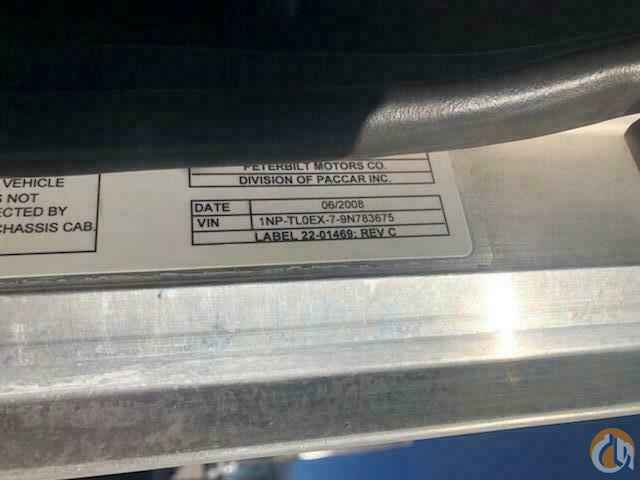 VEHICLE
S NOT
ECTED BY
CHASSIS CAB.
PETERBILT MOTORS CO.
DIVISION OF PACCAR INC.
DATE 06/2008
VIN 1NP-TL0EX-7-9N783675
LABEL 22-01469; REV C